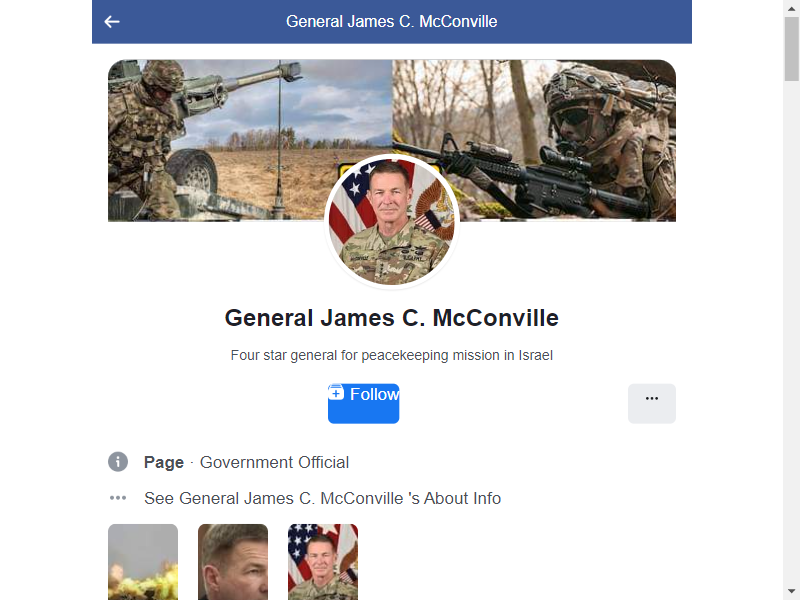 General James C. McConville
General James C. McConville
Four star general for peacekeeping mission in Israel
Follow
Page · Government Official
See General James C. McConville 's About Info